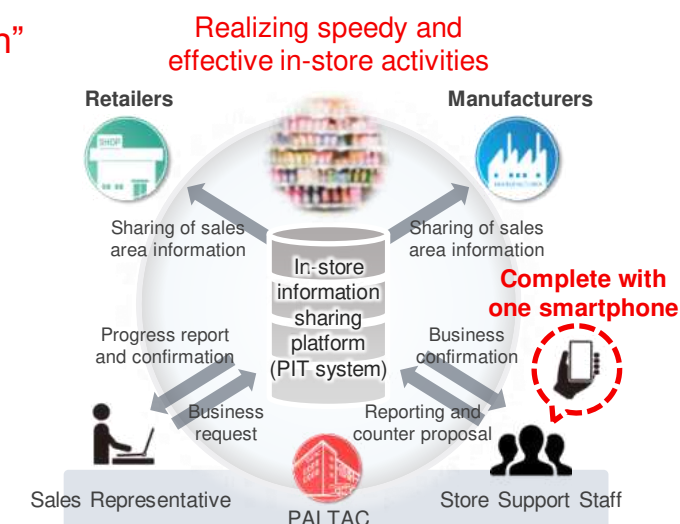 n”
Realizing speedy and
effective in-store activities
Retailers
Manufacturers
SHOP
MANUFACTURER
Sharing of sales
area information
Sharing of sales
area information
In-store
information
sharing
platform
(PIT system)
Complete with
one smartphone
Progress report
and confirmation
Business
confirmation
Business
request
Reporting and
counter proposal
Sales Representative
PALTAC
Store Support Staff